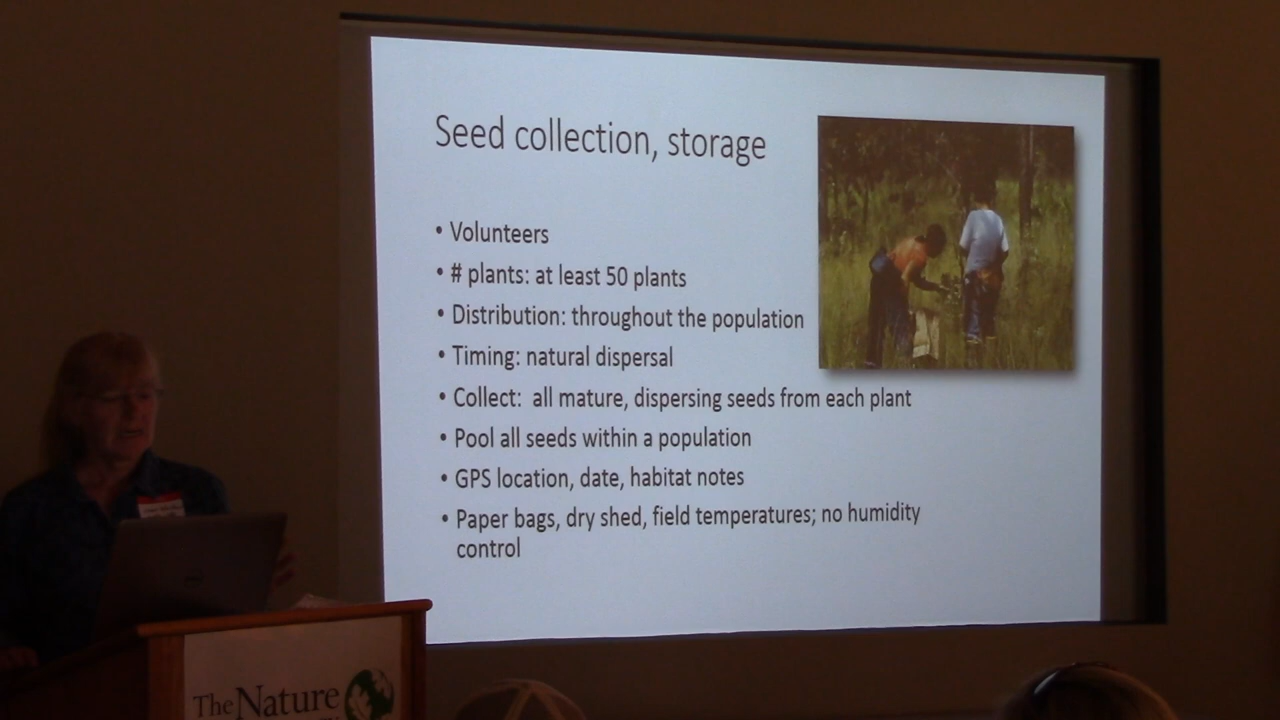 Seed collection, storage
• Volunteers
• # plants: at least 50 plants
• Distribution: throughout the population
• Timing: natural dispersal
• Collect:  all mature, dispersing seeds from each plant
• Pool all seeds within a population
• GPS location, date, habitat notes
• Paper bags, dry shed, field temperatures; no humidity
control
The Nature